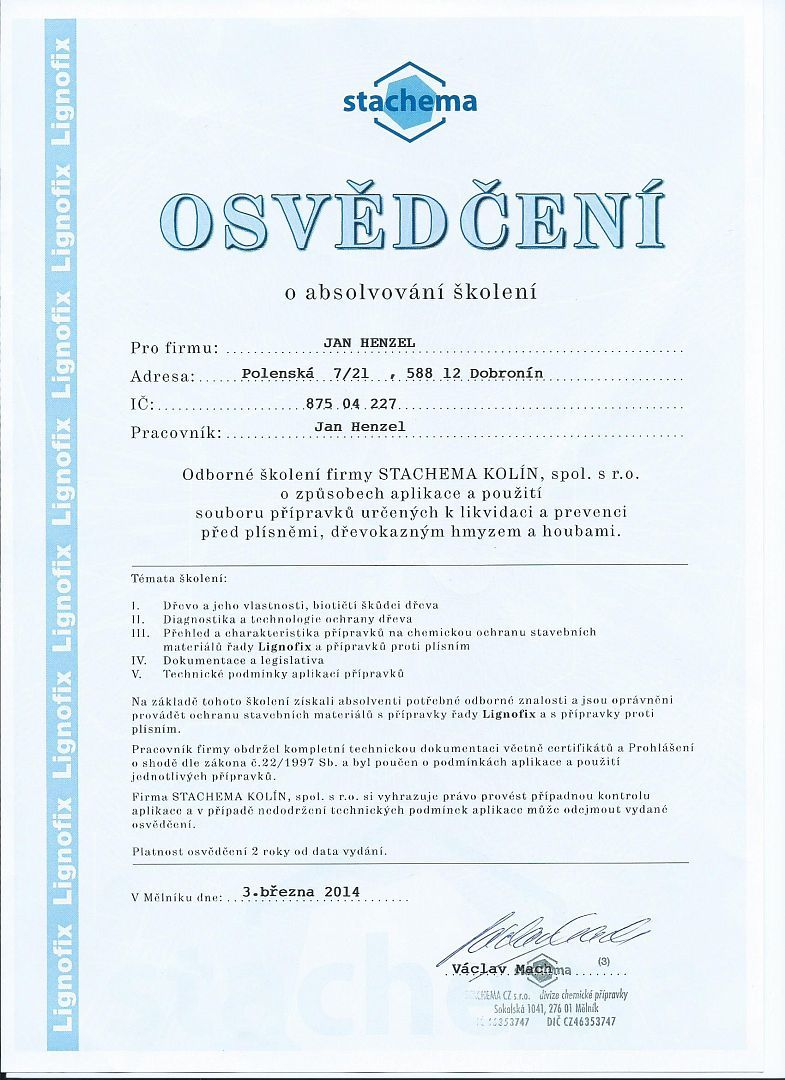 stachema
OSVĚDČENÍ
o absolvování školení
Pro firmu: JAN HENZEL
Adresa: Polenská 7/21 , 588 12 Dobronín
IČ: 875 04 227
Pracovník: Jan Henzel
Odborné školení firmy STACHEMA KOLÍN, spol. s r.o.
o způsobech aplikace a použití
souboru přípravků určených k likvidaci a prevenci
před plísněmi, dřevokazným hmyzem a houbami.
Témata školení:
I. Dřevo a jeho vlastnosti, biotičtí škůdci dřeva
II. Diagnostika a technologie ochrany dřeva
III. Přehled a charakteristika přípravků na chemickou ochranu stavebních
materiálů řady Lignofix a přípravků proti plísním
IV. Dokumentace a legislativa
V. Technické podmínky aplikací přípravků
Na základě tohoto školení získali absolventi potřebné odborné znalosti a jsou oprávněni
provádět ochranu stavebních materiálů s přípravky řady Lignofix a s přípravky proti
plísním.
Pracovník firmy obdržel kompletní technickou dokumentaci včetně certifikátů a Prohlášení
o shodě dle zákona č.22/1997 Sb. a byl poučen o podmínkách aplikace a použití
jednotlivých přípravků.
Firma STACHEMA KOLÍN, spol. s r.o. si vyhrazuje právo provést případnou kontrolu
aplikace a v případě nedodržení technických podmínek aplikace může odejmout vydané
osvědčení.
Platnost osvědčení 2 roky od data vydání.
V Mělníku dne: 3.března 2014
Václav Mach
(3)
CZ s.r.o. divize chemické přípravky
Sokolská 1041, 276 01 Mělník
46353747 DIČ CZ46353747
Lignofix Lignofix Lignofix Lignofix Lignofix Lignofix Lignofix Lignofix